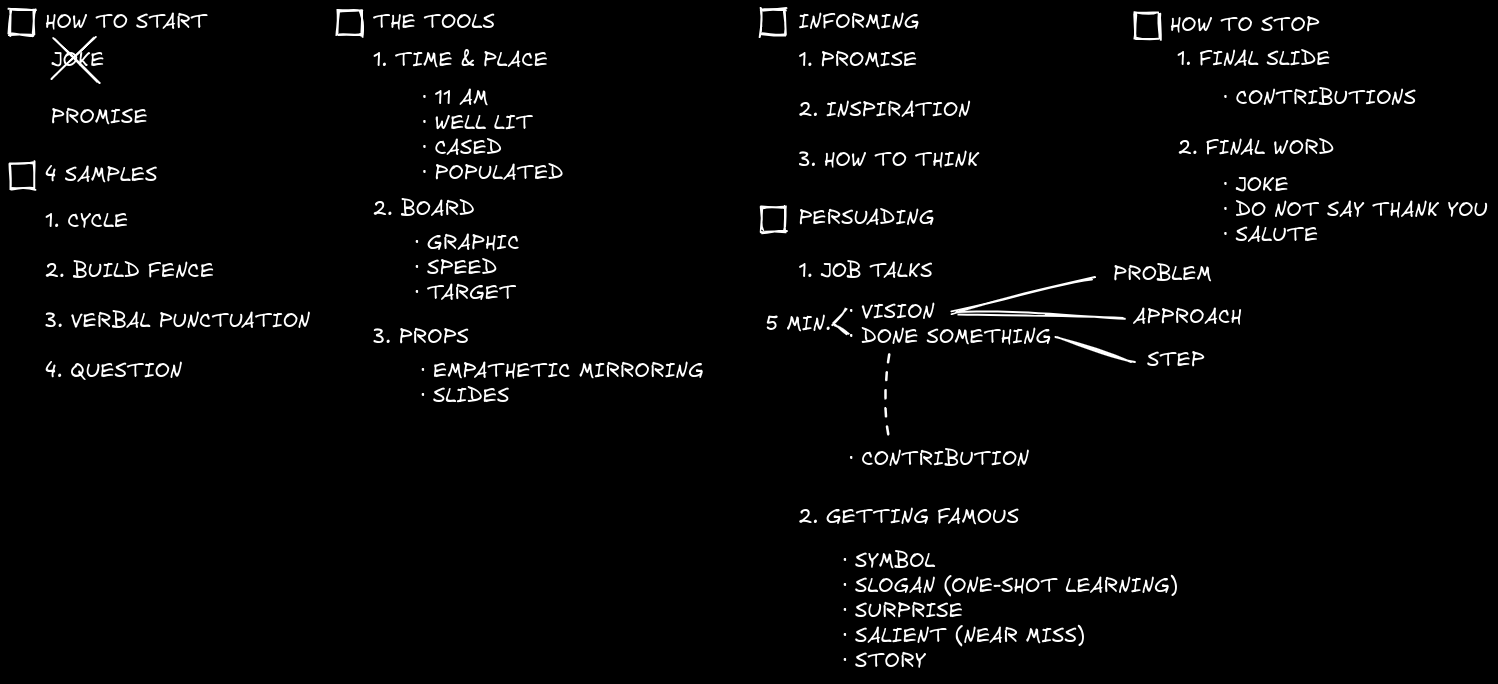 HOW TO START
JOKE
PROMISE
4 SAMPLES
1. CYCLE
2. BUILD FENCE
3. VERBAL PUNCTUATION
4. QUESTION
THE TOOLS
1. TIME & PLACE
· 11 AM
· WELL LIT
· CASED
· POPULATED
2. BOARD
· GRAPHIC
· SPEED
· TARGET
3. PROPS
· EMPATHETIC MIRRORING
· SLIDES
INFORMING
1. PROMISE
2. INSPIRATION
3. HOW TO THINK
PERSUADING
1. JOB TALKS
5 MIN.
· VISION
· DONE SOMETHING
PROBLEM
APPROACH
STEP
· CONTRIBUTION
2. GETTING FAMOUS
· SYMBOL
· SLOGAN (ONE-SHOT LEARNING)
· SURPRISE
· SALIENT (NEAR MISS)
· STORY
HOW TO STOP
1. FINAL SLIDE
· CONTRIBUTIONS
2. FINAL WORD
· JOKE
· DO NOT SAY THANK YOU
· SALUTE